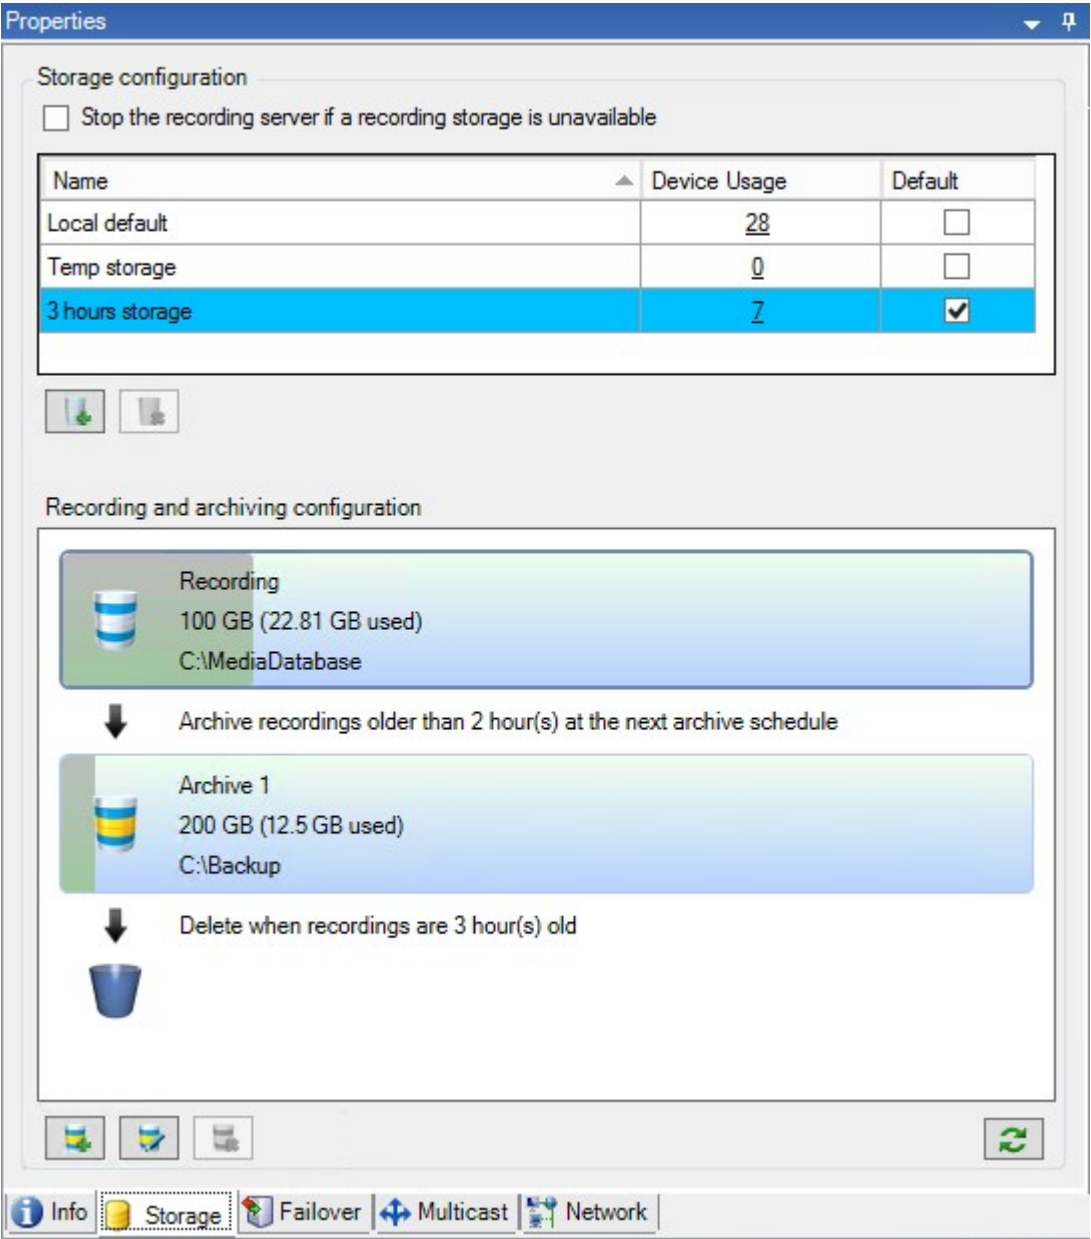 Properties
Storage configuration
Stop the recording server if a recording storage is unavailable
Name Device Usage Default
Local default 28
Temp storage 0
3 hours storage 7
Recording and archiving configuration
Recording
100 GB (22.81 GB used)
C:\MediaDatabase
Archive recordings older than 2 hour(s) at the next archive schedule
Archive 1
200 GB (12.5 GB used)
C:\Backup
Delete when recordings are 3 hour(s) old
Info Storage Failover Multicast Network